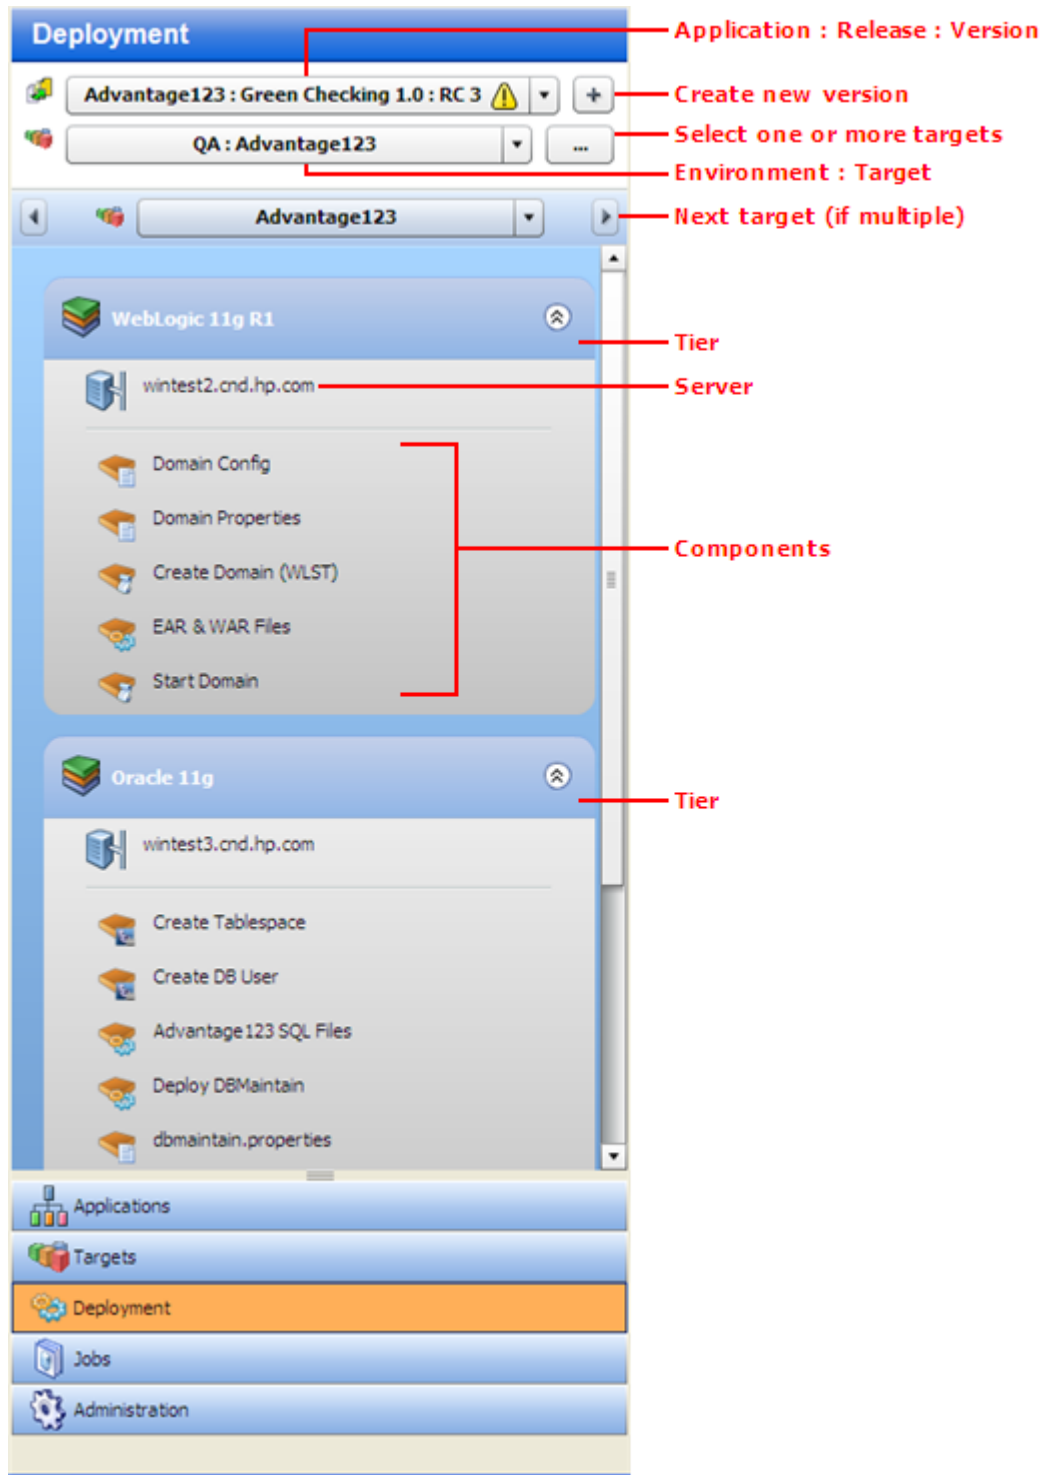 Deployment
Application : Release : Version
Advantage123 : Green Checking 1.0 : RC 3
+
Create new version
Select one or more targets
QA : Advantage123
...
Environment : Target
Advantage123
Next target (if multiple)
WebLogic 11g R1
Tier
wintest2.cnd.hp.com
Server
Domain Config
Domain Properties
Components
Create Domain (WLST)
EAR & WAR Files
Start Domain
Oracle 11g
Tier
wintest3.cnd.hp.com
Create Tablespace
Create DB User
Advantage123 SQL Files
Deploy DBMaintain
dbmaintain.properties
Applications
Targets
Deployment
Jobs
Administration